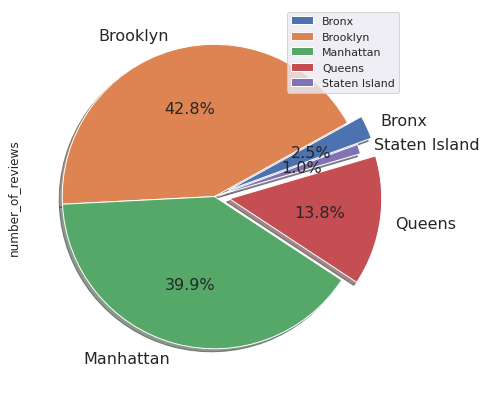 Bronx
Brooklyn
Manhattan
Queens
Staten Island
Brooklyn
42.8%
Bronx
2.5%
Staten Island
1.0%
number_of_reviews
13.8%
Queens
39.9%
Manhattan